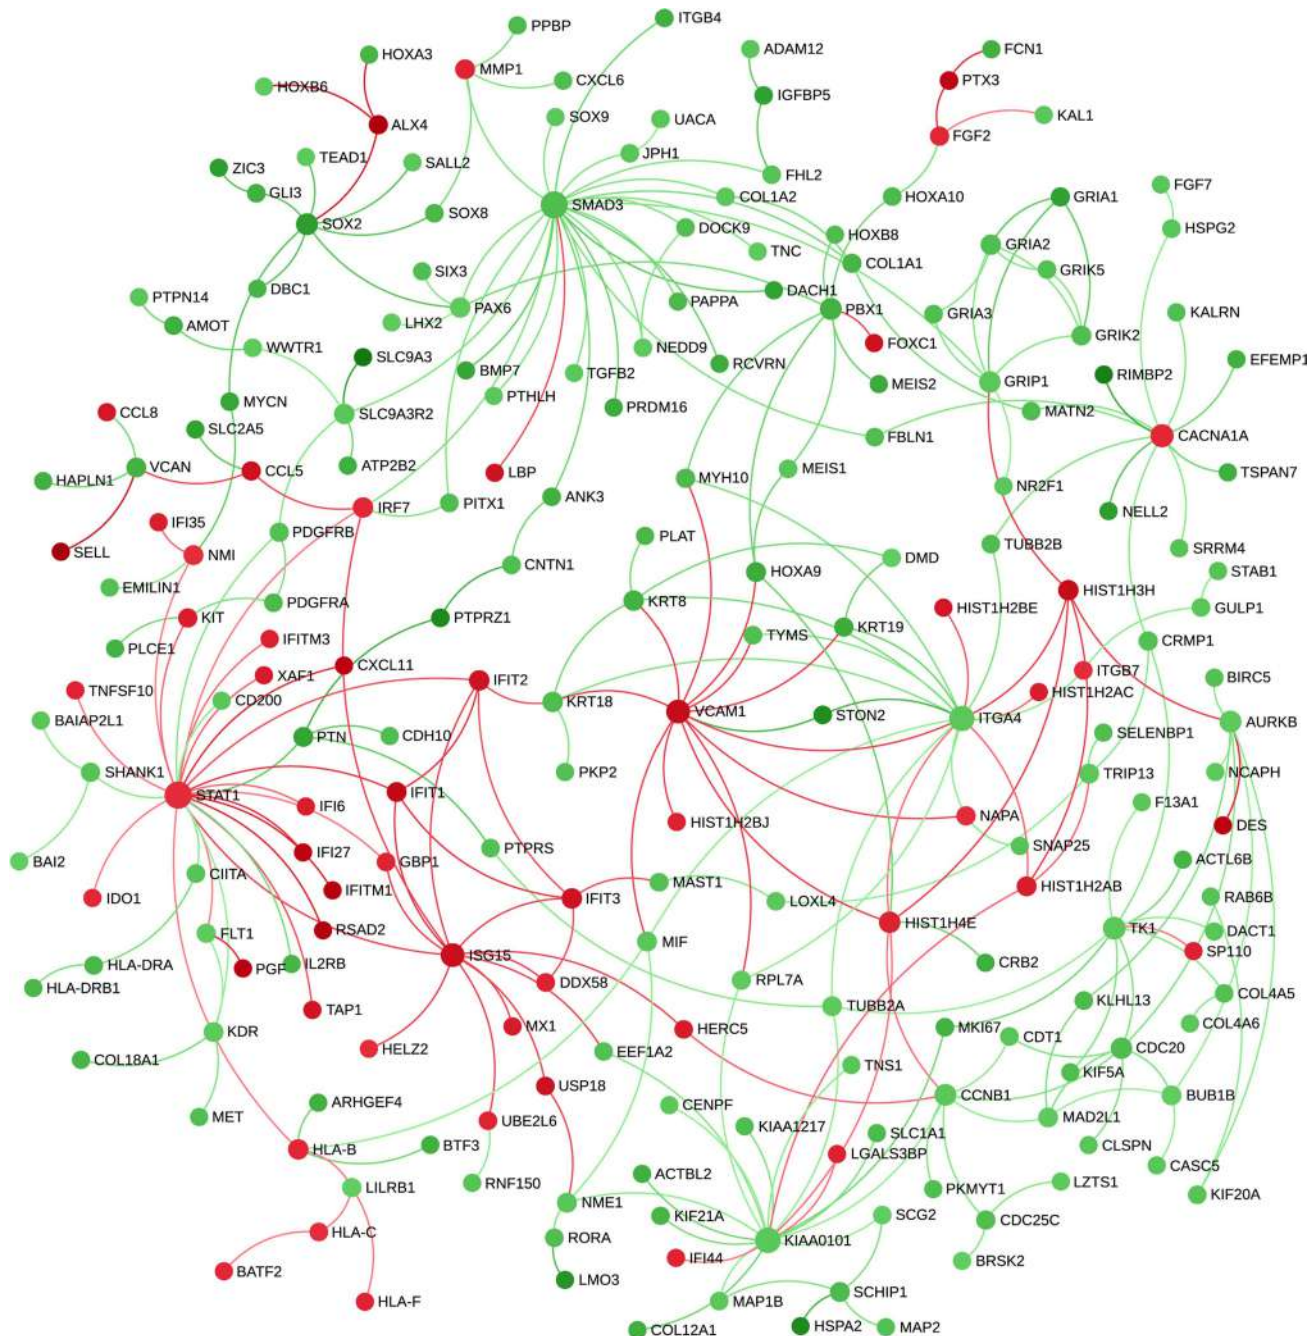 ITGB4
PPBP
HOXA3
ADAM12
FCN1
MMP1
CXCL6
PTX3
HOXB6
IGFBP5
KAL1
SOX9
UACA
ALX4
FGF2
TEAD1
SALL2
JPH1
ZIC3
FHL2
FGF7
GLI3
COL1A2
HOXA10
GRIA1
SMAD3
SOX8
SOX2
DOCK9
HOXB8
HSPG2
GRIA2
TNC
COL1A1
GRIK5
SIX3
DBC1
DACH1
PTPN14
PAX6
PAPPA
PBX1
GRIA3
KALRN
LHX2
AMOT
GRIK2
WWTR1
NEDD9
FOXC1
SLC9A3
EFEMP1
RCVRN
BMP7
TGFB2
RIMBP2
GRIP1
MEIS2
PTHLH
MYCN
PRDM16
CCL8
SLC9A3R2
MATN2
SLC2A5
FBLN1
CACNA1A
VCAN
CCL5
ATP2B2
LBP
MEIS1
HAPLN1
MYH10
TSPAN7
NR2F1
ANK3
PITX1
IRF7
NELL2
IFI35
PDGFRB
PLAT
TUBB2B
SRRM4
SELL
NMI
DMD
CNTN1
HOXA9
STAB1
EMILIN1
HIST1H3H
PDGFRA
KRT8
HIST1H2BE
GULP1
KIT
PTPRZ1
KRT19
TYMS
IFITM3
CRMP1
PLCE1
CXCL11
ITGB7
XAF1
IFIT2
BIRC5
TNFSF10
HIST1H2AC
CD200
KRT18
VCAM1
STON2
ITGA4
BAIAP2L1
AURKB
PTN
CDH10
SELENBP1
SHANK1
PKP2
TRIP13
NCAPH
STAT1
IFIT1
F13A1
IFI6
HIST1H2BJ
NAPA
DES
PTPRS
SNAP25
IFI27
BAI2
GBP1
ACTL6B
CIITA
MAST1
IFITM1
HIST1H2AB
IDO1
IFIT3
LOXL4
RAB6B
HIST1H4E
TK1
RSAD2
FLT1
MIF
DACT1
ISG15
SP110
HLA-DRA
PGF
IL2RB
CRB2
HLA-DRB1
DDX58
RPL7A
COL4A5
KLHL13
TAP1
TUBB2A
COL4A6
KDR
MX1
HERC5
MKI67
CDT1
HELZ2
EEF1A2
CDC20
COL18A1
TNS1
KIF5A
USP18
CCNB1
BUB1B
ARHGEF4
CENPF
MET
UBE2L6
KIAA1217
SLC1A1
MAD2L1
HLA-B
BTF3
LGALS3BP
CLSPN
ACTBL2
CASC5
LILRB1
RNF150
PKMYT1
LZTS1
KIF20A
NME1
KIF21A
SCG2
CDC25C
HLA-C
RORA
KIAA0101
IFI44
BRSK2
BATF2
LMO3
SCHIP1
HLA-F
MAP1B
COL12A1
HSPA2
MAP2